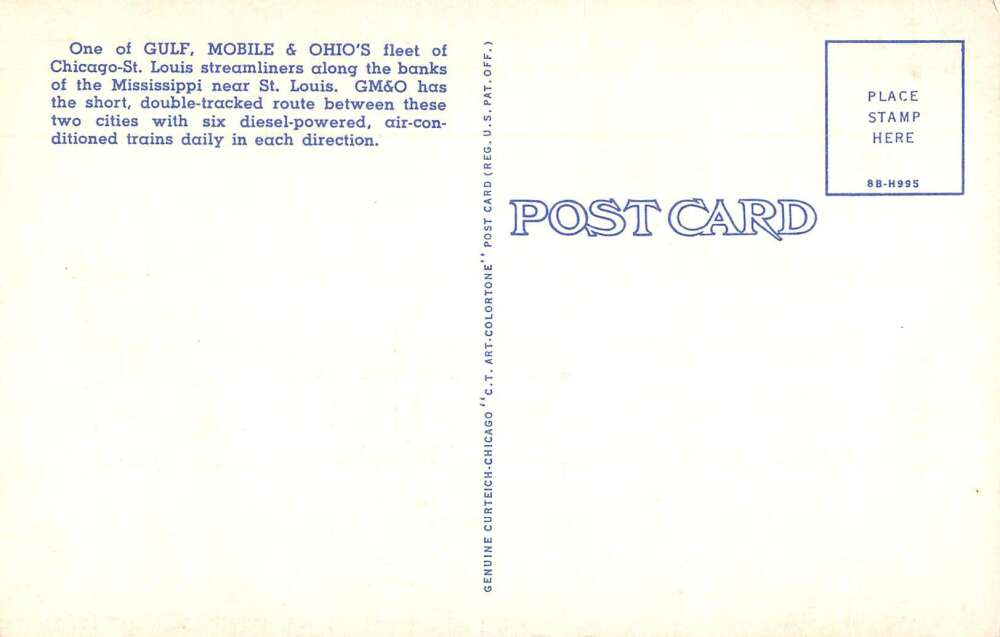 One of GULF, MOBILE & OHIO'S fleet of
Chicago-St. Louis streamliners along the banks
of the Mississippi near St. Louis. GM&O has
the short, double-tracked route between these
two cities with six diesel-powered, air-con-
ditioned trains daily in each direction.
GENUINE CURTEICH-CHICAGO "C.T. ART-COLORTONE" POST CARD (REG. U.S. PAT. OFF.)
POST CARD
PLACE
STAMP
HERE
8B-H995